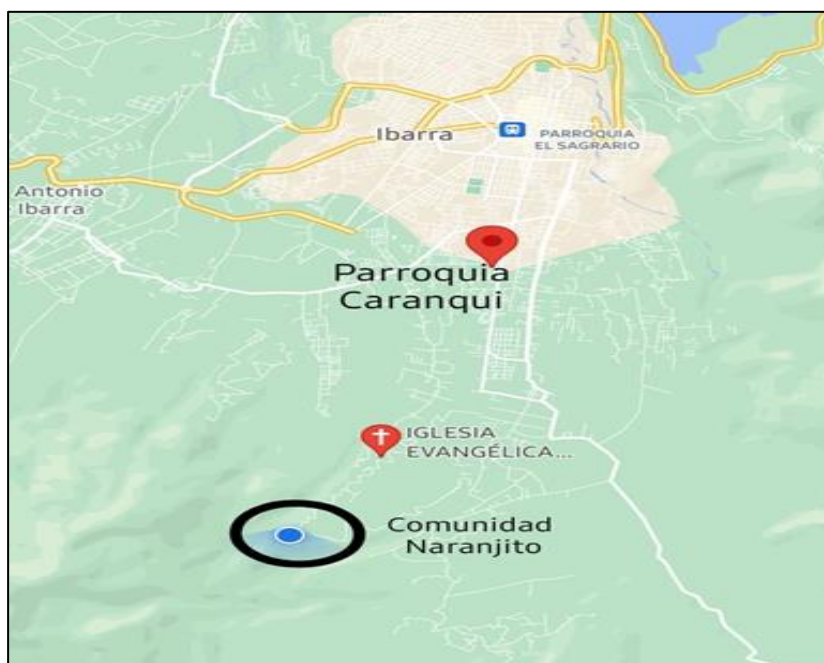 Ibarra
PARROQUIA
EL SAGRARIO
Antonio
Ibarra
Parroquia
Caranqui
IGLESIA
EVANGÉLICA...
Comunidad
Naranjito